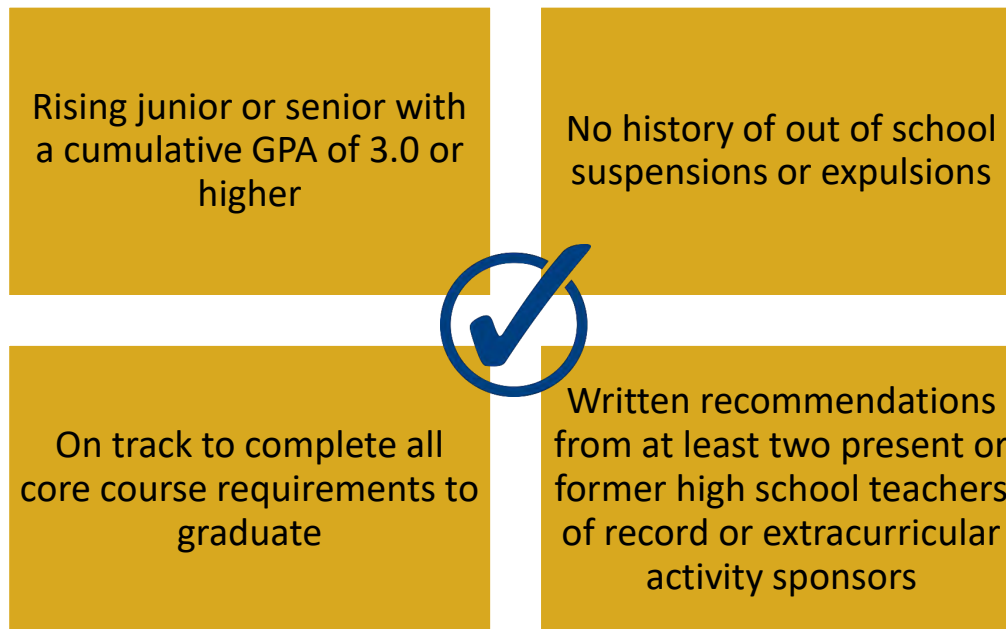 Rising junior or senior with
a cumulative GPA of 3.0 or
higher
No history of out of school
suspensions or expulsions
On track to complete all
core course requirements to
graduate
Written recommendations
from at least two present or
former high school teachers
of record or extracurricular
activity sponsors